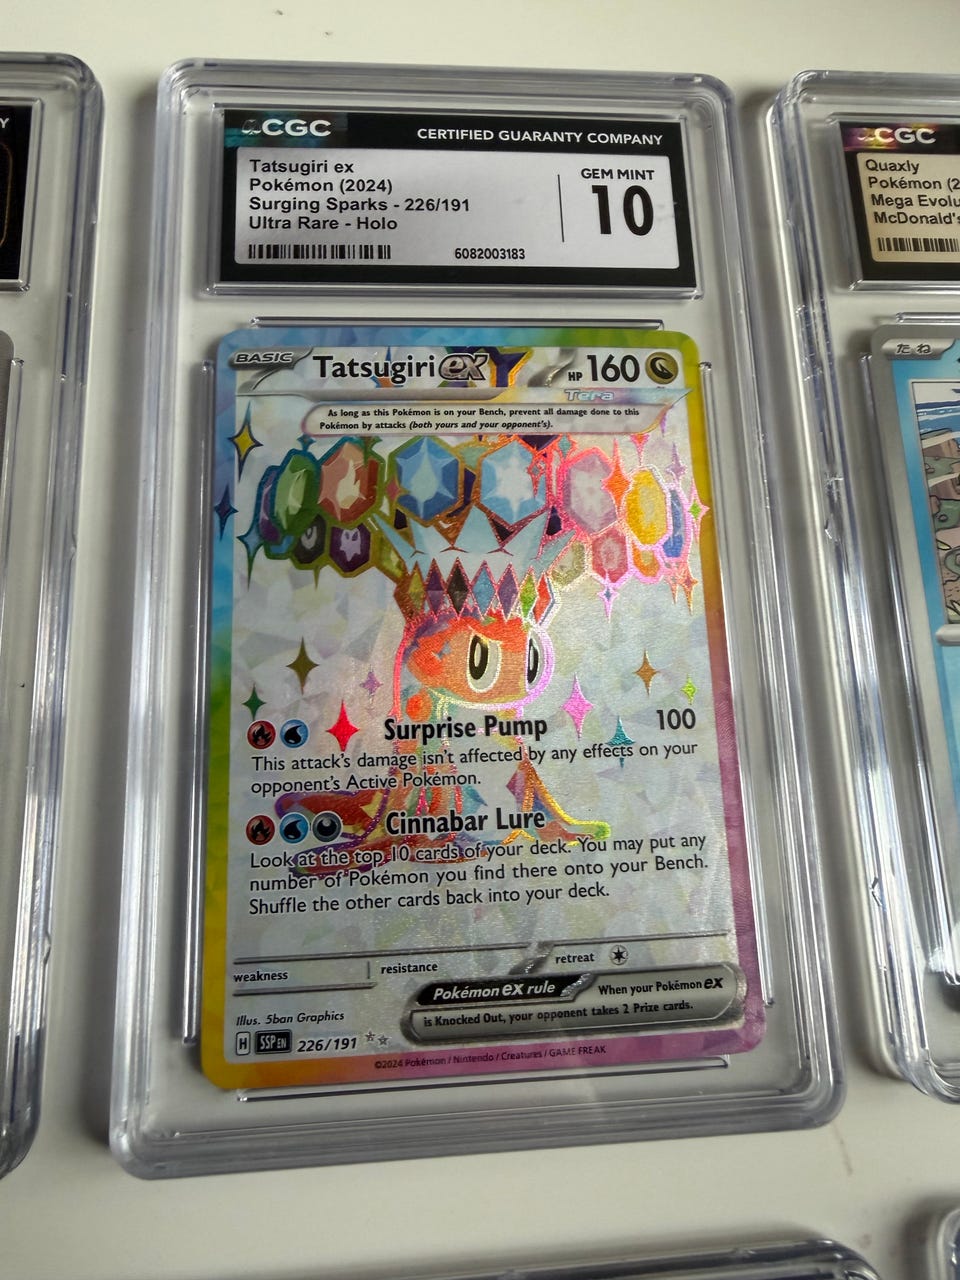 Y
CGC
CERTIFIED GUARANTY COMPANY
Tatsugiri ex
Pokémon (2024)
Surging Sparks - 226/191
Ultra Rare - Holo
GEM MINT
10
6082003183
BASIC
Tatsugiri ex
HP 160
Tera
As long as this Pokémon is on your Bench, prevent all damage done to this
Pokémon by attacks (both yours and your opponent's).
Surprise Pump 100
This attack's damage isn't affected by any effects on your
opponent's Active Pokémon.
Cinnabar Lure
Look at the top 10 cards of your deck. You may put any
number of Pokémon you find there onto your Bench.
Shuffle the other cards back into your deck.
weakness resistance retreat
Pokémon ex rule When your Pokémon ex
is Knocked Out, your opponent takes 2 Prize cards.
Illus. 5ban Graphics
H SSP EN 226/191
©2024 Pokémon / Nintendo / Creatures / GAME FREAK
CGC
Quaxly
Pokémon (2
Mega Evolu
McDonald's
たね